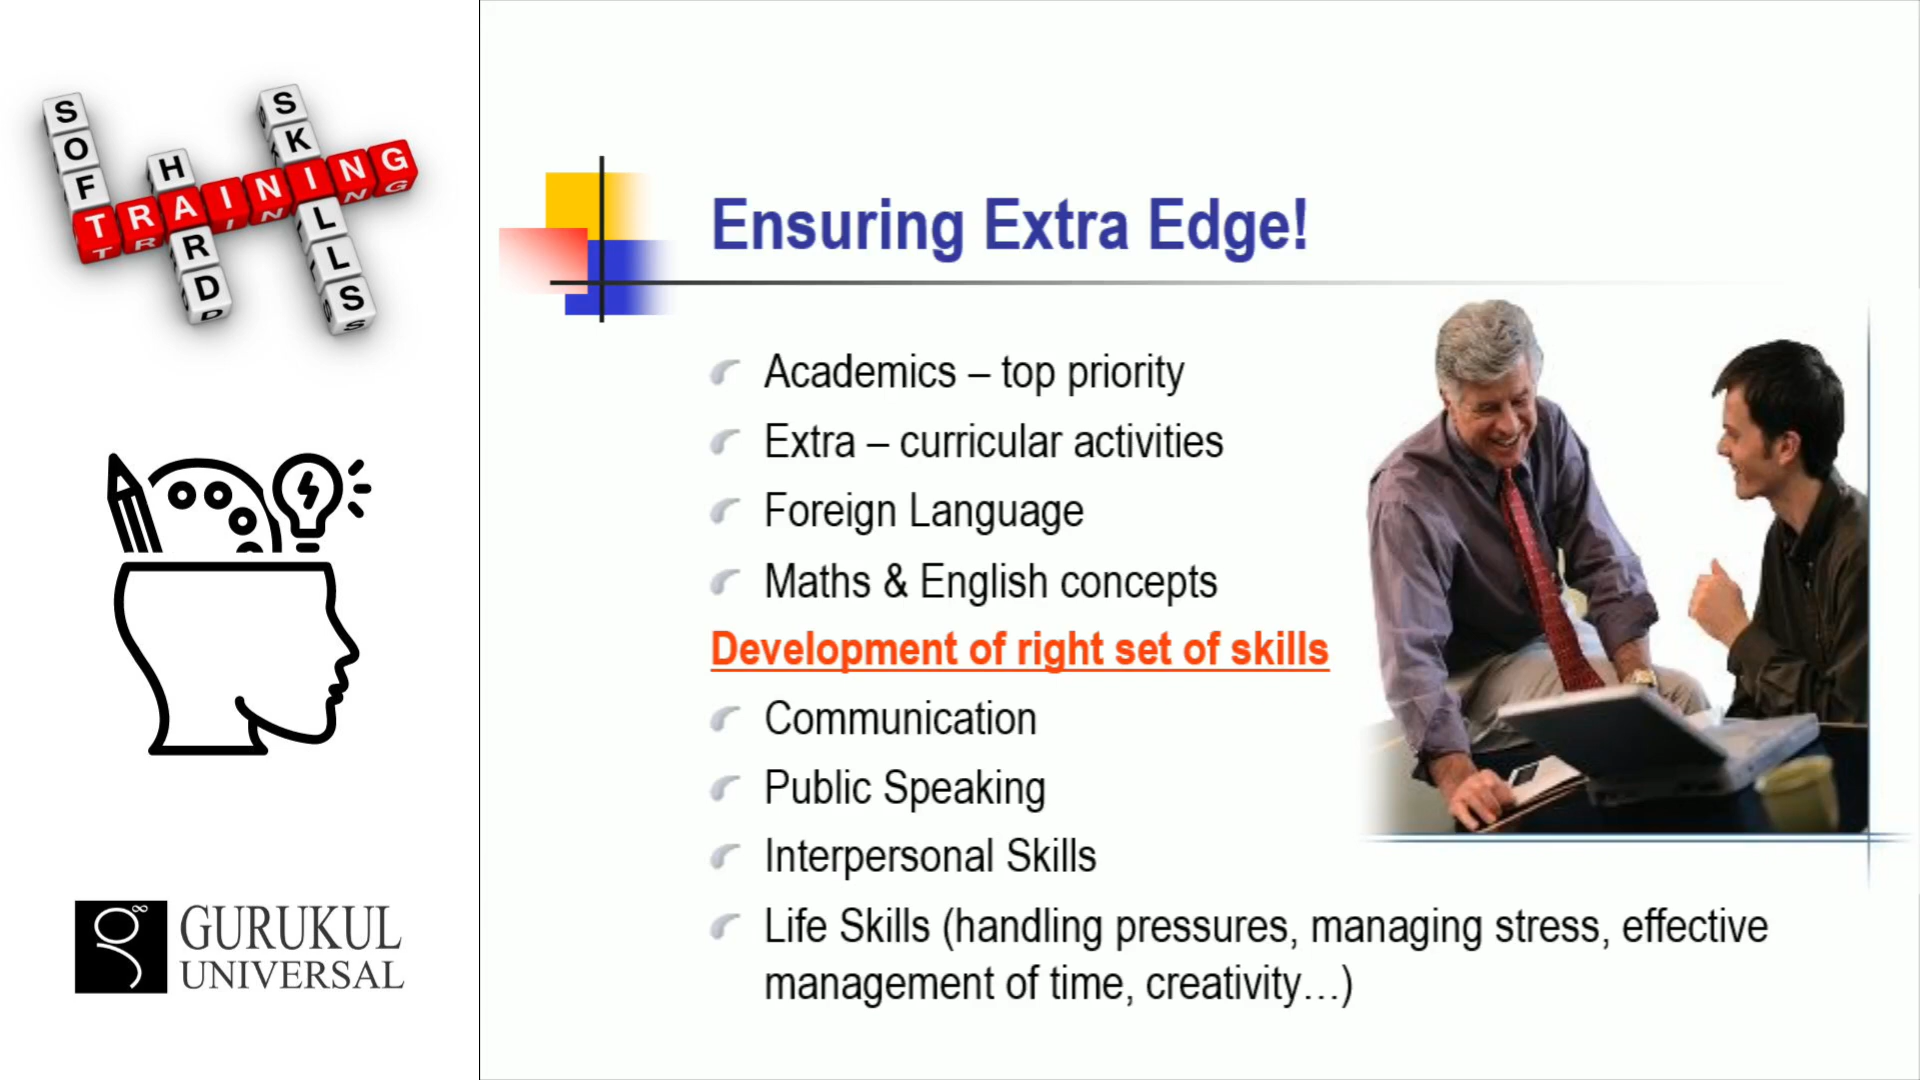 SOFT
HARD
SKILLS
TRAINING
GURUKUL
UNIVERSAL
Ensuring Extra Edge!
Academics – top priority
Extra – curricular activities
Foreign Language
Maths & English concepts
Development of right set of skills
Communication
Public Speaking
Interpersonal Skills
Life Skills (handling pressures, managing stress, effective
management of time, creativity…)